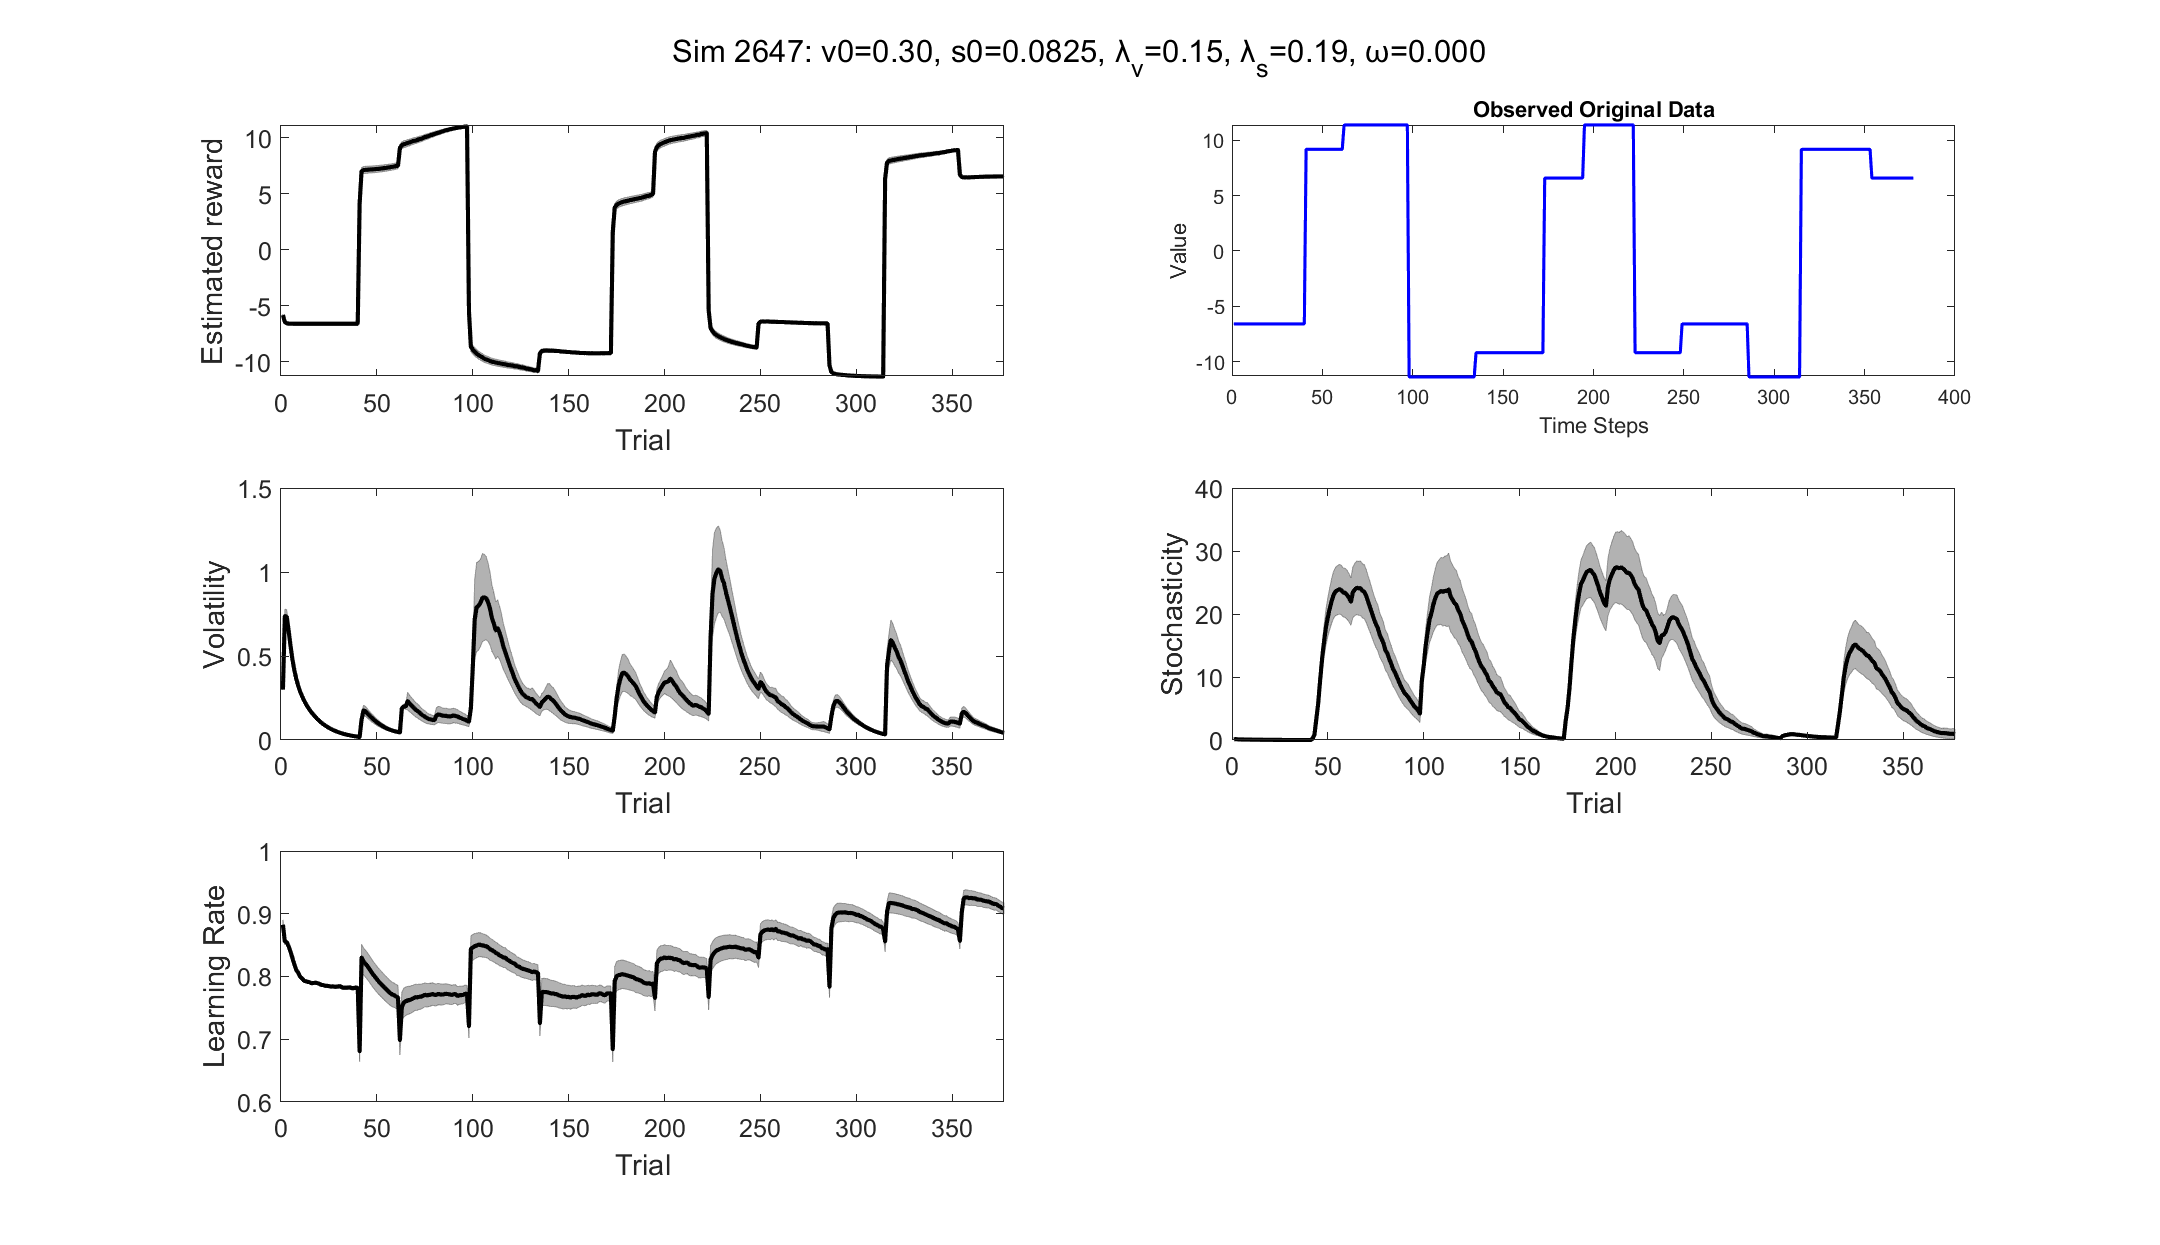 Sim 2647: v0=0.30, s0=0.0825, λv=0.15, λs=0.19, ω=0.000
Estimated reward
10
5
0
-5
-10
0 50 100 150 200 250 300 350
Trial
Observed Original Data
Value
10
5
0
-5
-10
0 50 100 150 200 250 300 350 400
Time Steps
Volatility
1.5
1
0.5
0
0 50 100 150 200 250 300 350
Trial
Stochasticity
40
30
20
10
0
0 50 100 150 200 250 300 350
Trial
Learning Rate
1
0.9
0.8
0.7
0.6
0 50 100 150 200 250 300 350
Trial